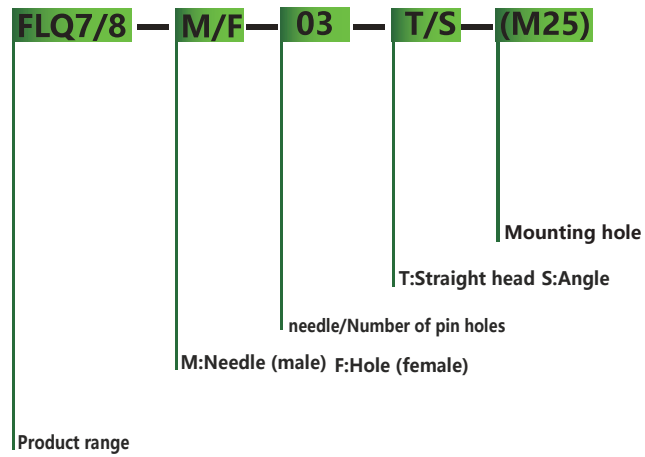 FLQ7/8 — M/F — 03 — T/S — (M25)
Mounting hole
T:Straight head S:Angle
needle/Number of pin holes
M:Needle (male) F:Hole (female)
Product range